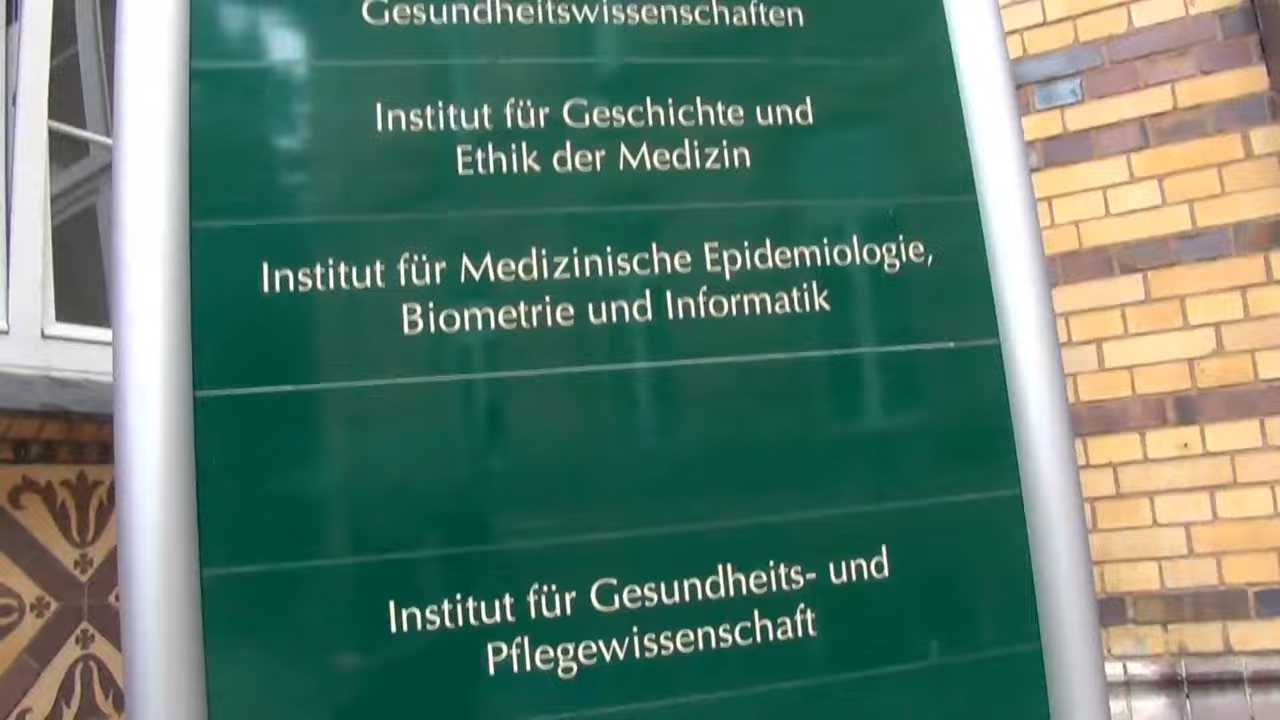 Gesundheitswissenschaften
Institut für Geschichte und
Ethik der Medizin
Institut für Medizinische Epidemiologie,
Biometrie und Informatik
Institut für Gesundheits- und
Pflegewissenschaft